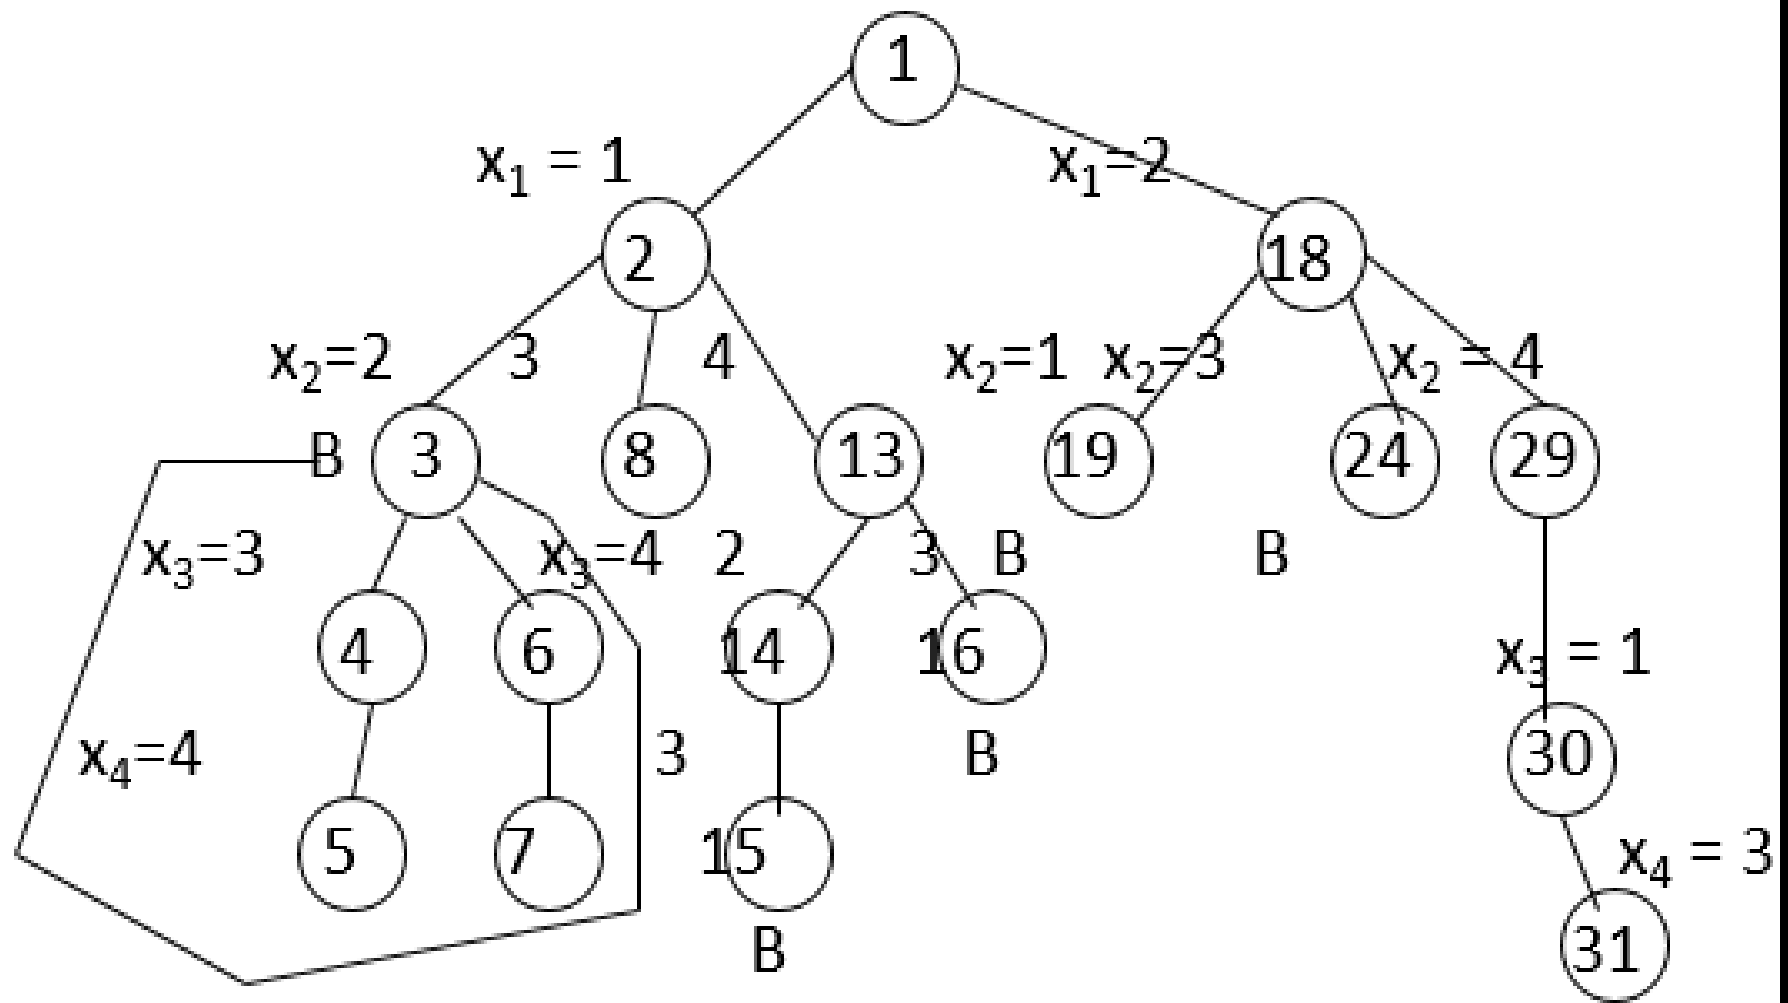 1
x₁ = 1 x₁=2
2 18
x₂=2 3 4 x₂=1 x₂=3 x₂ = 4
B 3 8 13 19 24 29
x₃=3 x₃=4 2 3 B B
4 6 14 16 x₃ = 1
x₄=4 3 B 30
5 7 15 x₄ = 3
B 31